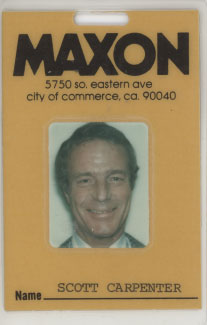 MAXON
5750 so. eastern ave
city of commerce, ca. 90040
SCOTT CARPENTER
Name